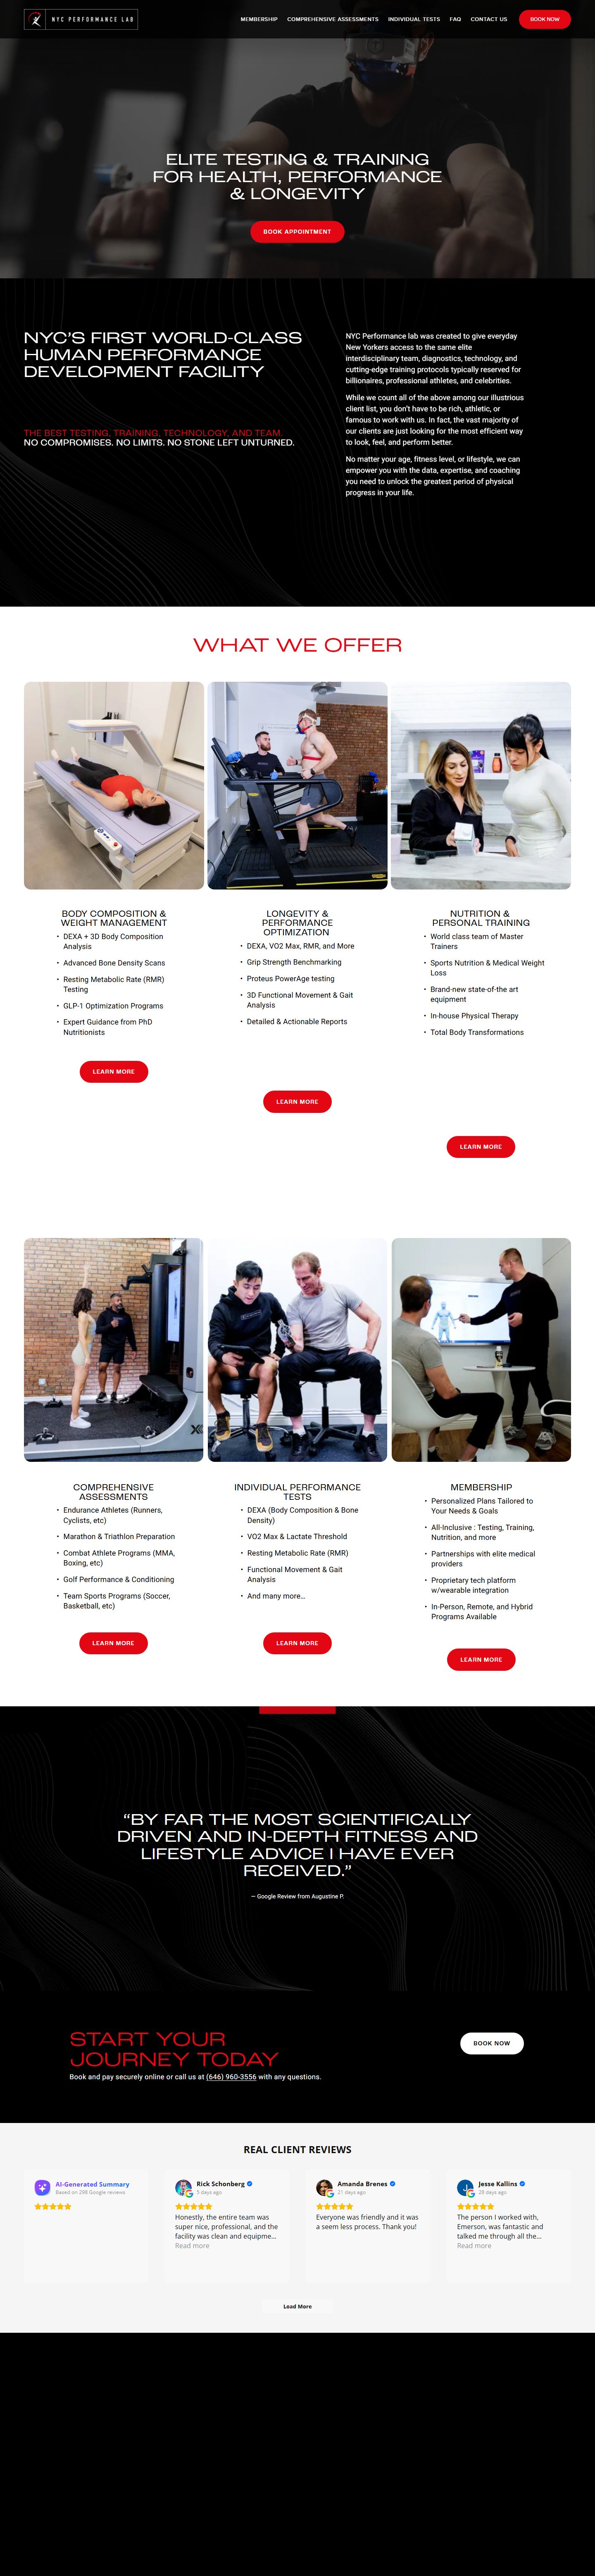 NYC PERFORMANCE LAB
MEMBERSHIP COMPREHENSIVE ASSESSMENTS INDIVIDUAL TESTS FAQ CONTACT US BOOK NOW
ELITE TESTING & TRAINING
FOR HEALTH, PERFORMANCE
& LONGEVITY
BOOK APPOINTMENT
NYC'S FIRST WORLD-CLASS
HUMAN PERFORMANCE
DEVELOPMENT FACILITY
THE BEST TESTING, TRAINING, TECHNOLOGY, AND TEAM.
NO COMPROMISES. NO LIMITS. NO STONE LEFT UNTURNED.
NYC Performance lab was created to give everyday
New Yorkers access to the same elite
interdisciplinary team, diagnostics, technology, and
cutting-edge training protocols typically reserved for
billionaires, professional athletes, and celebrities.
While we count all of the above among our illustrious
client list, you don't have to be rich, athletic, or
famous to work with us. In fact, the vast majority of
our clients are just looking for the most efficient way
to look, feel, and perform better.
No matter your age, fitness level, or lifestyle, we can
empower you with the data, expertise, and coaching
you need to unlock the greatest period of physical
progress in your life.
WHAT WE OFFER
BODY COMPOSITION &
WEIGHT MANAGEMENT
• DEXA + 3D Body Composition
Analysis
• Advanced Bone Density Scans
• Resting Metabolic Rate (RMR)
Testing
• GLP-1 Optimization Programs
• Expert Guidance from PhD
Nutritionists
LEARN MORE
LONGEVITY &
PERFORMANCE
OPTIMIZATION
• DEXA, VO2 Max, RMR, and More
• Grip Strength Benchmarking
• Proteus PowerAge testing
• 3D Functional Movement & Gait
Analysis
• Detailed & Actionable Reports
LEARN MORE
NUTRITION &
PERSONAL TRAINING
• World class team of Master
Trainers
• Sports Nutrition & Medical Weight
Loss
• Brand-new state-of-the art
equipment
• In-house Physical Therapy
• Total Body Transformations
LEARN MORE
COMPREHENSIVE
ASSESSMENTS
• Endurance Athletes (Runners,
Cyclists, etc)
• Marathon & Triathlon Preparation
• Combat Athlete Programs (MMA,
Boxing, etc)
• Golf Performance & Conditioning
• Team Sports Programs (Soccer,
Basketball, etc)
LEARN MORE
INDIVIDUAL PERFORMANCE
TESTS
• DEXA (Body Composition & Bone
Density)
• VO2 Max & Lactate Threshold
• Resting Metabolic Rate (RMR)
• Functional Movement & Gait
Analysis
• And many more...
LEARN MORE
MEMBERSHIP
• Personalized Plans Tailored to
Your Needs & Goals
• All-Inclusive : Testing, Training,
Nutrition, and more
• Partnerships with elite medical
providers
• Proprietary tech platform
w/wearable integration
• In-Person, Remote, and Hybrid
Programs Available
LEARN MORE
"BY FAR THE MOST SCIENTIFICALLY
DRIVEN AND IN-DEPTH FITNESS AND
LIFESTYLE ADVICE I HAVE EVER
RECEIVED."
— Google Review from Augustine P.
START YOUR
JOURNEY TODAY
Book and pay securely online or call us at (646) 960-3556 with any questions.
BOOK NOW
REAL CLIENT REVIEWS
AI-Generated Summary
Based on 298 Google reviews
Rick Schonberg
5 days ago
Honestly, the entire team was
super nice, professional, and the
facility was clean and equipme...
Read more
Amanda Brenes
21 days ago
Everyone was friendly and it was
a seem less process. Thank you!
Jesse Kallins
28 days ago
The person I worked with,
Emerson, was fantastic and
talked me through all the...
Read more
Load More